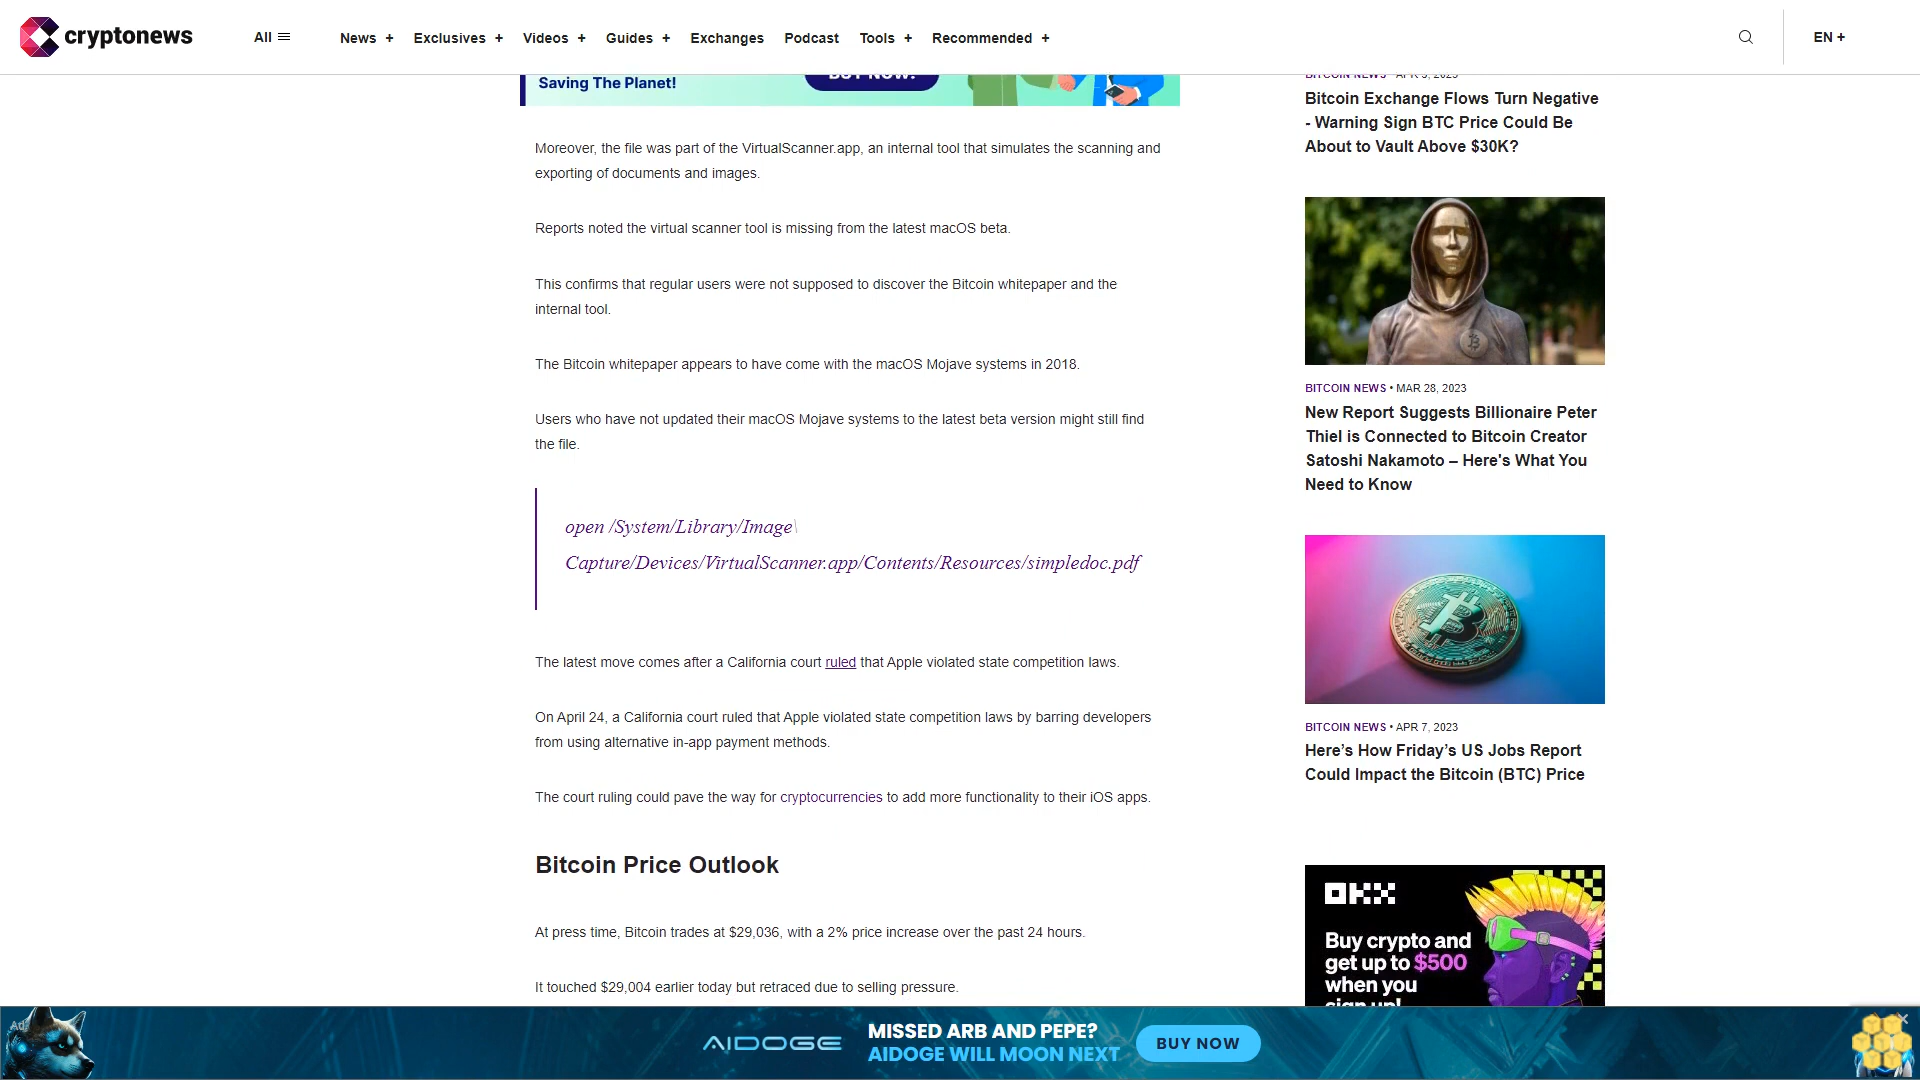 cryptonews
All
News +
Exclusives +
Videos +
Guides +
Exchanges
Podcast
Tools +
Recommended +
EN +
Saving The Planet!
BUY NOW!
Moreover, the file was part of the VirtualScanner.app, an internal tool that simulates the scanning and
exporting of documents and images.
Reports noted the virtual scanner tool is missing from the latest macOS beta.
This confirms that regular users were not supposed to discover the Bitcoin whitepaper and the
internal tool.
The Bitcoin whitepaper appears to have come with the macOS Mojave systems in 2018.
Users who have not updated their macOS Mojave systems to the latest beta version might still find
the file.
open /System/Library/Image\
Capture/Devices/VirtualScanner.app/Contents/Resources/simpledoc.pdf
The latest move comes after a California court ruled that Apple violated state competition laws.
On April 24, a California court ruled that Apple violated state competition laws by barring developers
from using alternative in-app payment methods.
The court ruling could pave the way for cryptocurrencies to add more functionality to their iOS apps.
Bitcoin Price Outlook
At press time, Bitcoin trades at $29,036, with a 2% price increase over the past 24 hours.
It touched $29,004 earlier today but retraced due to selling pressure.
BITCOIN NEWS
Bitcoin Exchange Flows Turn Negative
- Warning Sign BTC Price Could Be
About to Vault Above $30K?
BITCOIN NEWS • MAR 28, 2023
New Report Suggests Billionaire Peter
Thiel is Connected to Bitcoin Creator
Satoshi Nakamoto – Here's What You
Need to Know
BITCOIN NEWS • APR 7, 2023
Here’s How Friday’s US Jobs Report
Could Impact the Bitcoin (BTC) Price
OKX
Buy crypto and
get up to $500
when you
sign up!
Ad
AIDOGE
MISSED ARB AND PEPE?
AIDOGE WILL MOON NEXT
BUY NOW